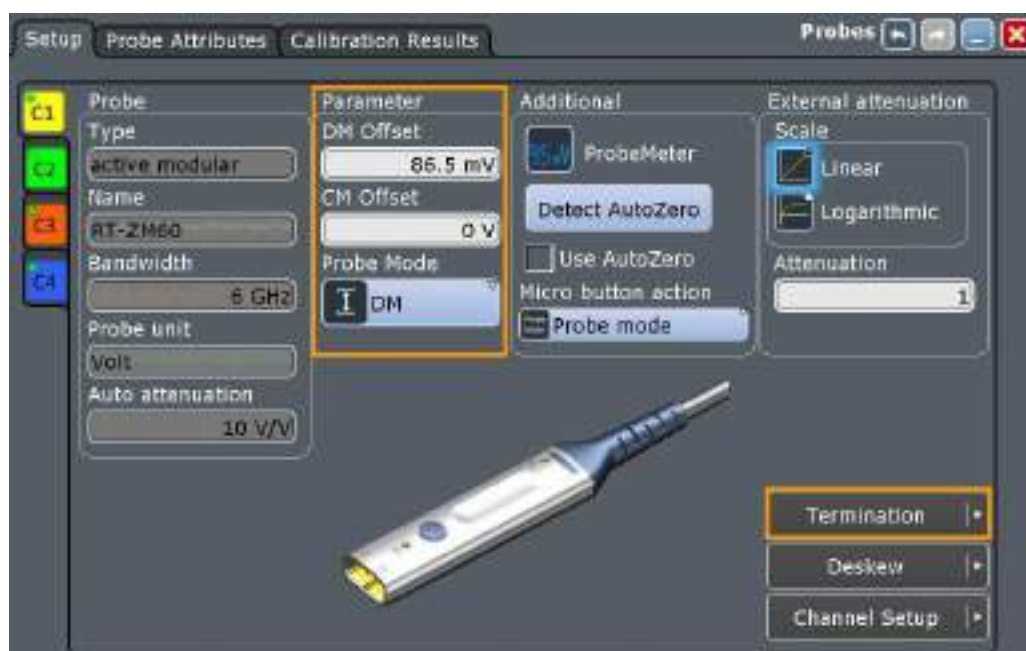 Setup Probe Attributes Calibration Results Probes
C1
C2
C3
C4
Probe
Type
active modular
Name
RT-ZM60
Bandwidth
6 GHz
Probe unit
Volt
Auto attenuation
10 V/V
Parameter
DM Offset
86.5 mV
CM Offset
0 V
Probe Mode
DM
Additional
ProbeMeter
Detect AutoZero
Use AutoZero
Micro button action
Probe mode
External attenuation
Scale
Linear
Logarithmic
Attenuation
1
Termination
Deskew
Channel Setup